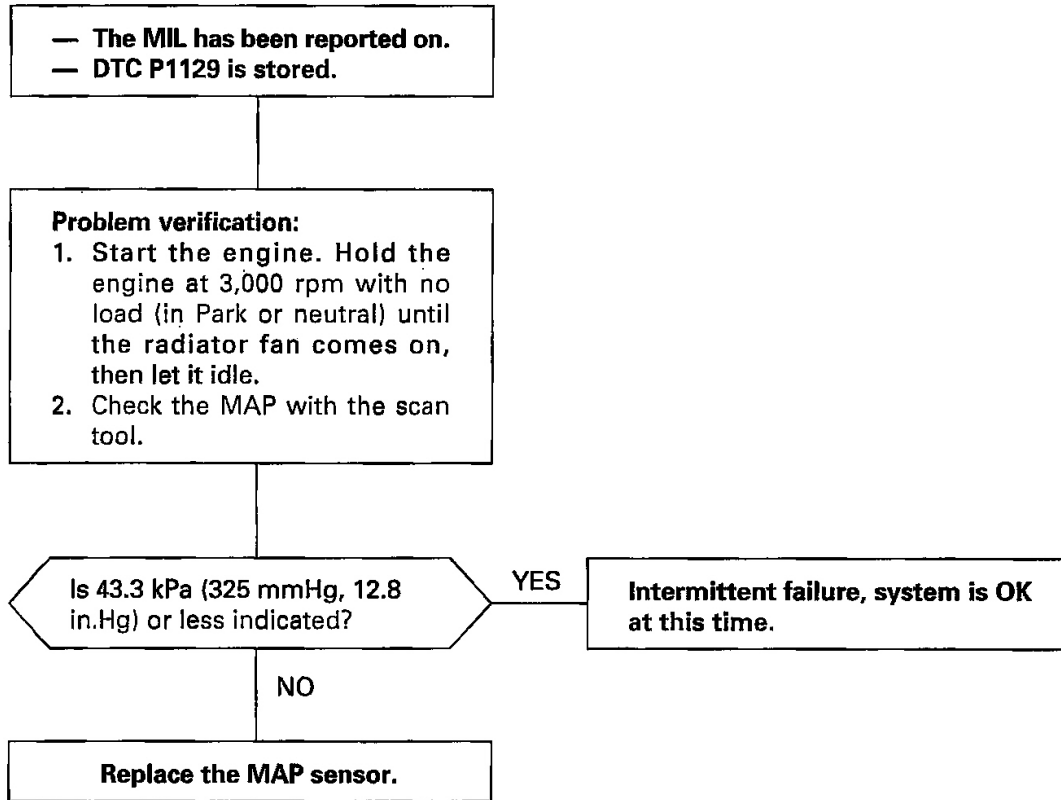 — The MIL has been reported on.
— DTC P1129 is stored.
Problem verification:
1. Start the engine. Hold the
engine at 3,000 rpm with no
load (in Park or neutral) until
the radiator fan comes on,
then let it idle.
2. Check the MAP with the scan
tool.
Is 43.3 kPa (325 mmHg, 12.8
in.Hg) or less indicated?
YES
Intermittent failure, system is OK
at this time.
NO
Replace the MAP sensor.